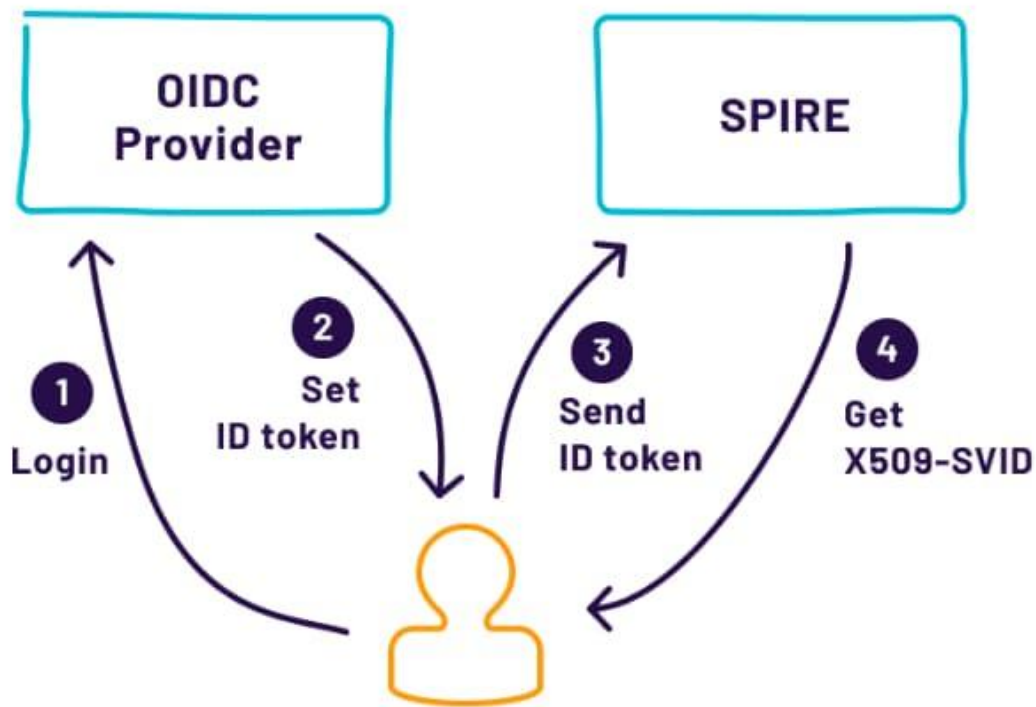 OIDC
Provider
SPIRE
1
Login
2
Set
ID token
3
Send
ID token
4
Get
X509-SVID